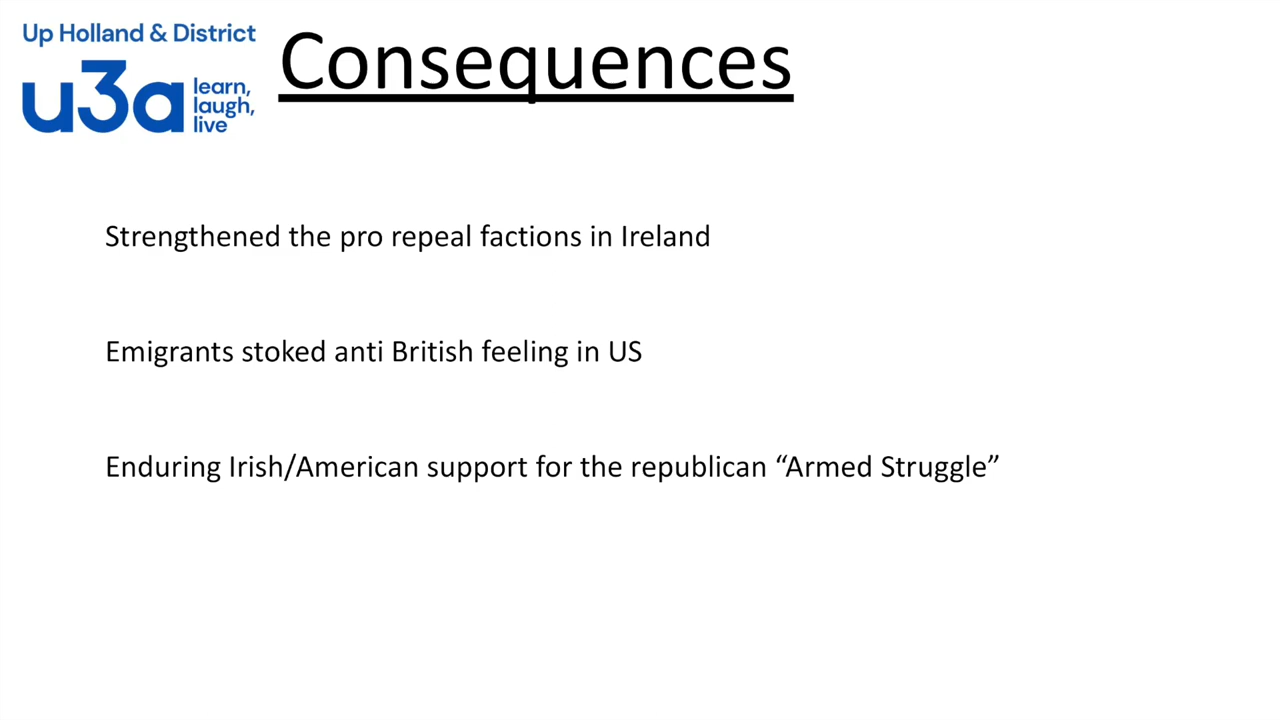 Up Holland & District
u3a
learn,
laugh,
live
Consequences
Strengthened the pro repeal factions in Ireland
Emigrants stoked anti British feeling in US
Enduring Irish/American support for the republican “Armed Struggle”